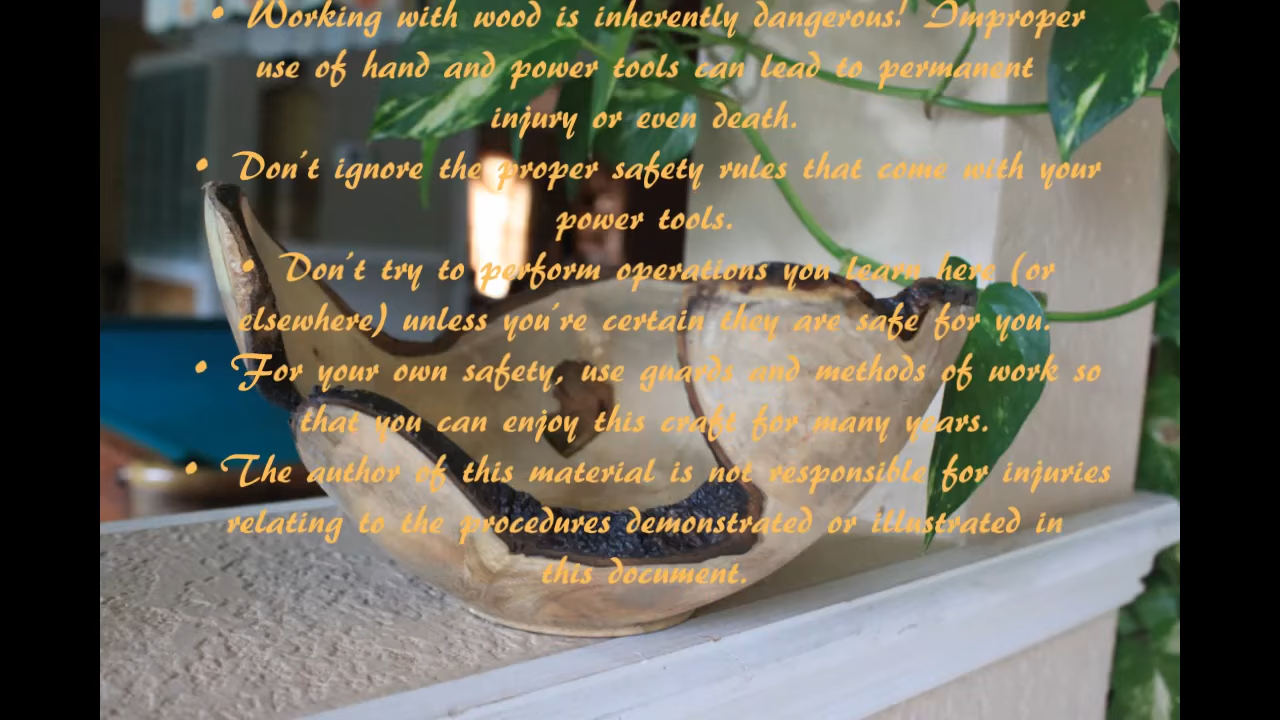 • Working with wood is inherently dangerous! Improper
use of hand and power tools can lead to permanent
injury or even death.
• Don't ignore the proper safety rules that come with your
power tools.
• Don't try to perform operations you learn here (or
elsewhere) unless you're certain they are safe for you.
• For your own safety, use guards and methods of work so
that you can enjoy this craft for many years.
• The author of this material is not responsible for injuries
relating to the procedures demonstrated or illustrated in
this document.